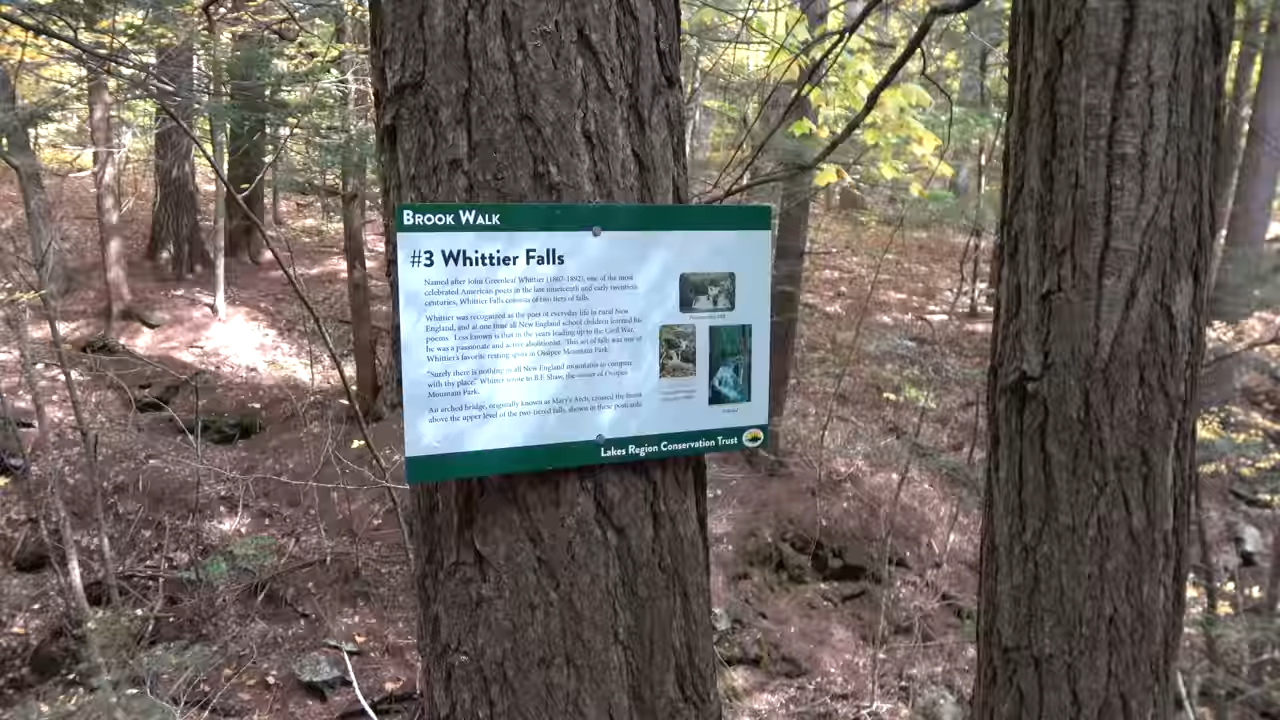 BROOK WALK
#3 Whittier Falls
Named after John Greenleaf Whittier (1807-1892), one of the most
celebrated American poets in the late nineteenth and early twentieth
centuries, Whittier Falls consists of two tiers of falls.
Whittier was recognized as the poet of everyday life in rural New
England, and at one time all New England school children learned his
poems. Less known is that in the years leading up to the Civil War,
he was a passionate and active abolitionist. This set of falls was one of
Whittier's favorite resting spots in Ossipee Mountain Park.
"Surely there is nothing in all New England mountains to compare
with thy place." Whittier wrote to B.F. Shaw, the owner of Ossipee
Mountain Park.
An arched bridge, originally known as Mary's Arch, crossed the brook
above the upper level of the two-tiered falls, shown in these postcards.
Lakes Region Conservation Trust